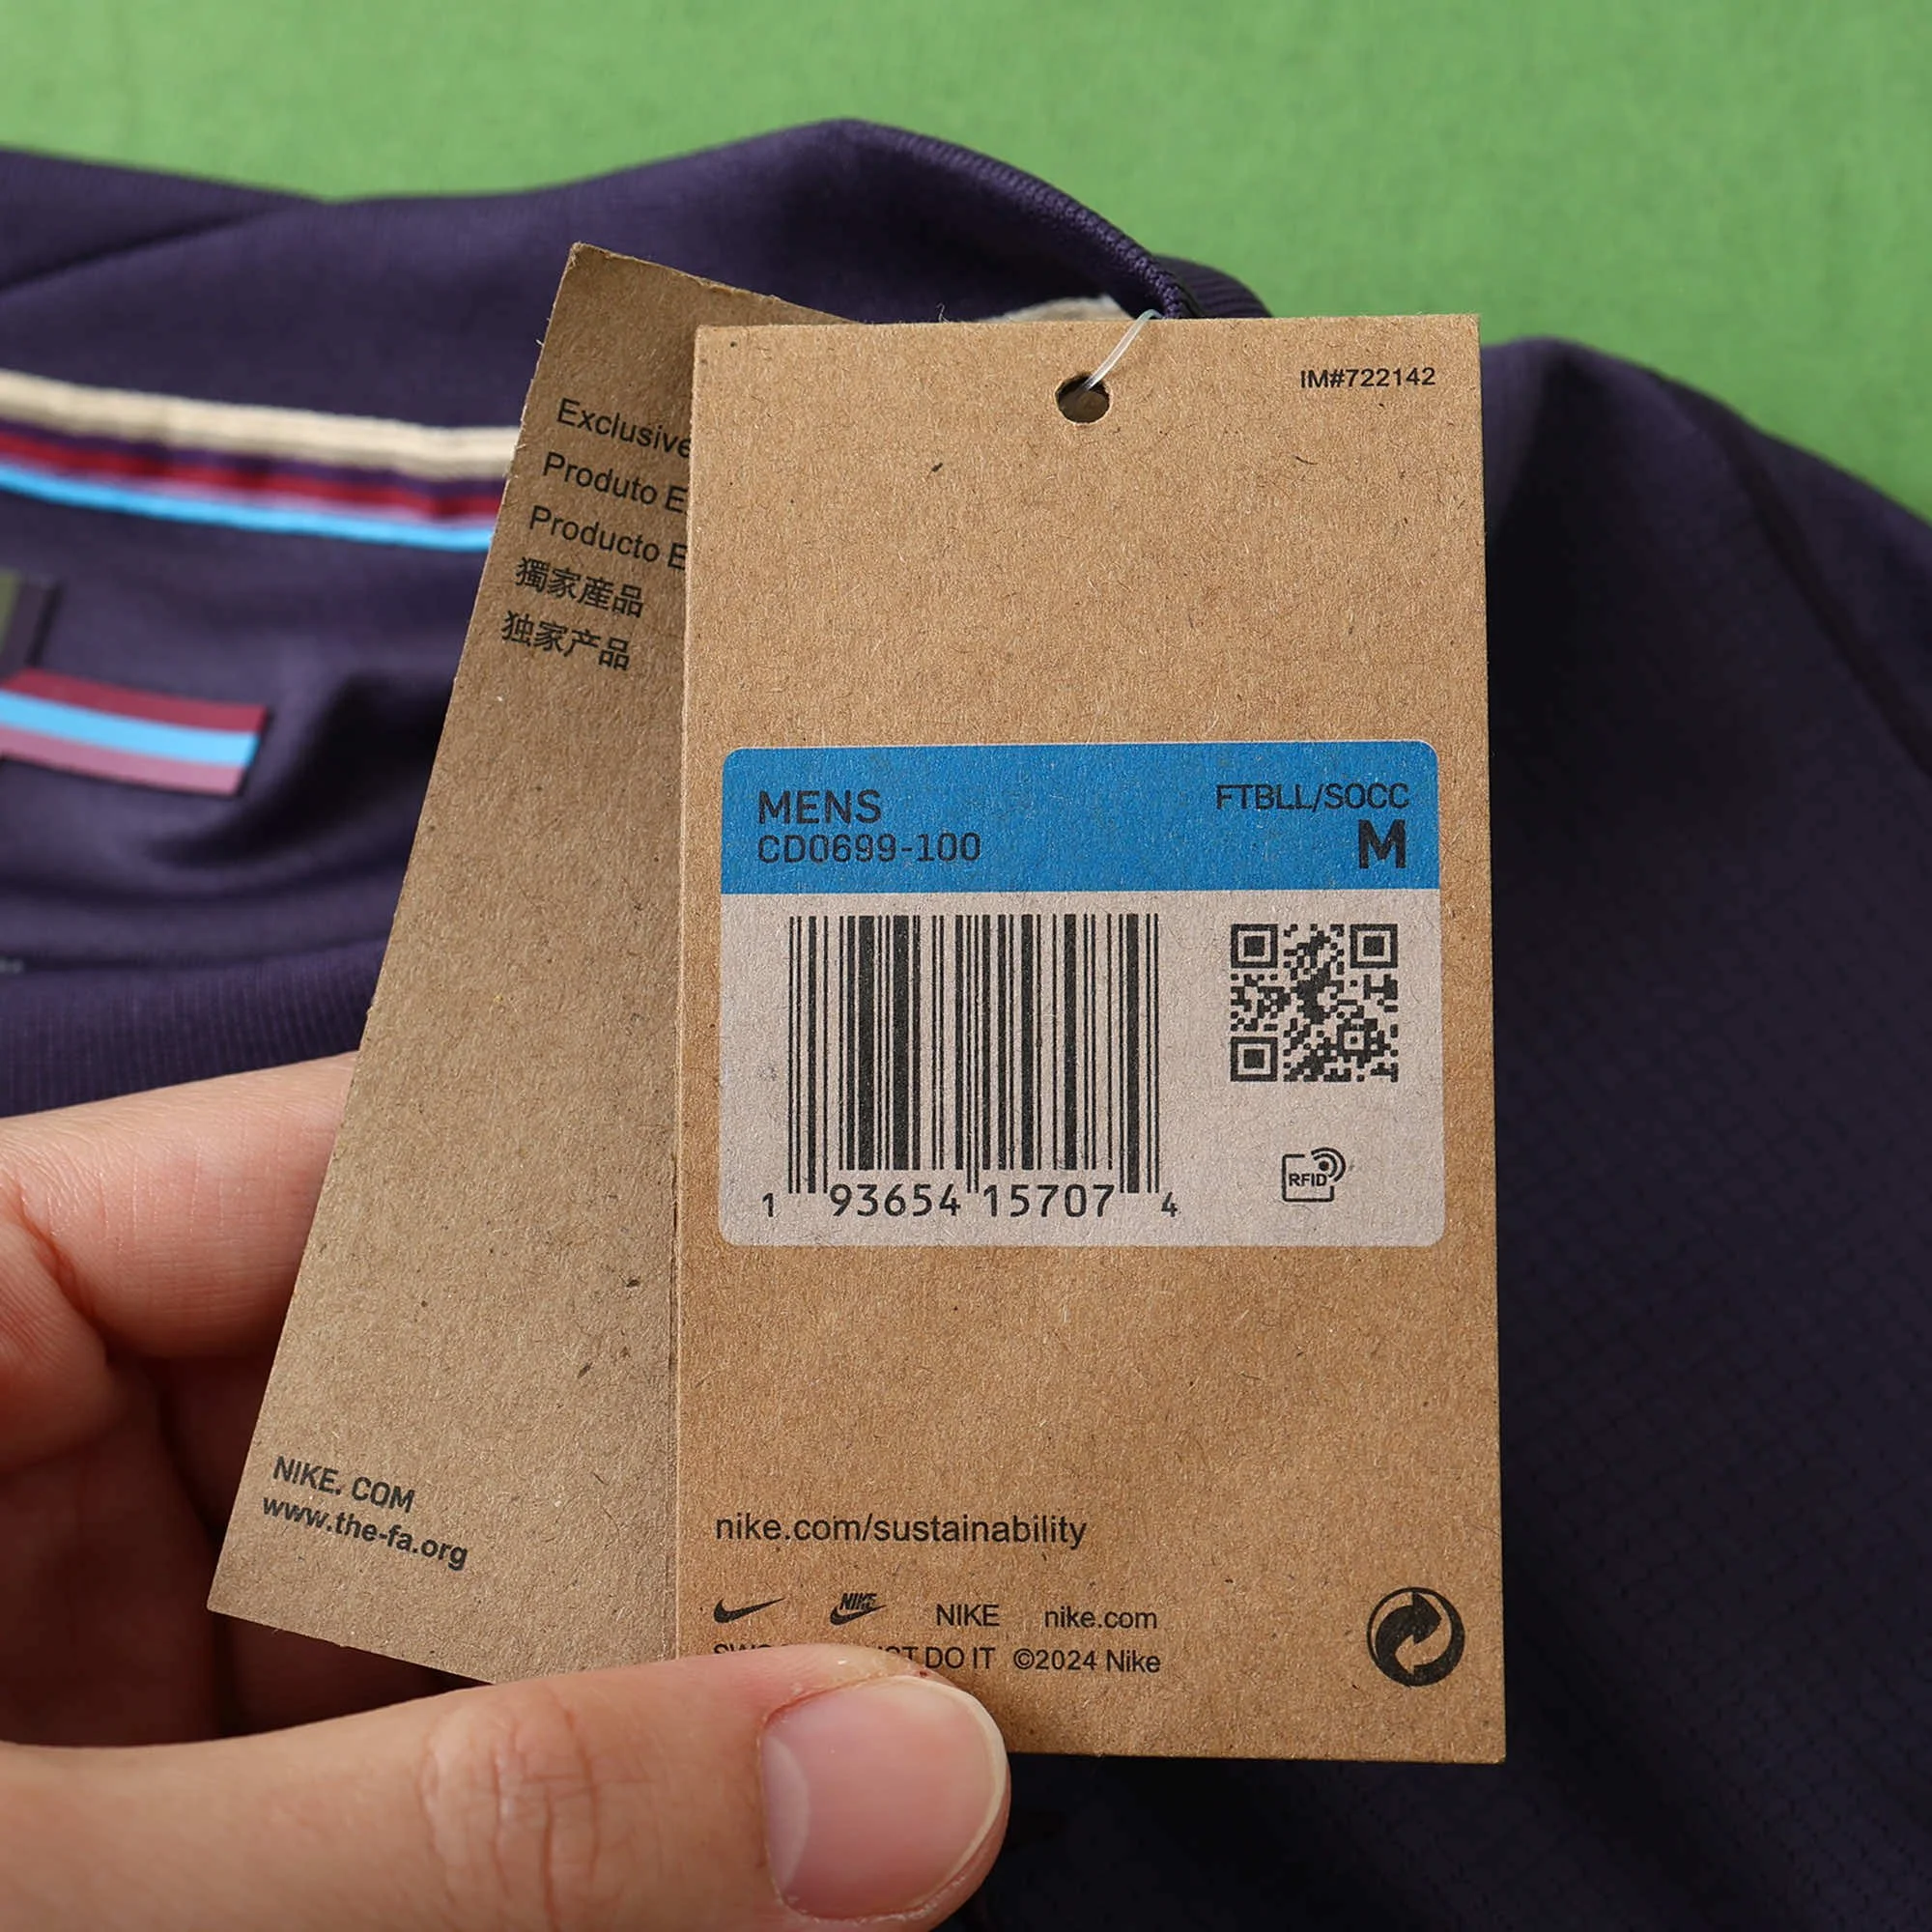 Exclusive
Produto E
Producto E
獨家産品
独家产品
NIKE. COM
www.the-fa.org
IM#722142
MENS
FTBLL/SOCC
CD0699-100
M
1 93654 15707 4
RFID
nike.com/sustainability
NIKE NIKE nike.com
DO IT ©2024 Nike